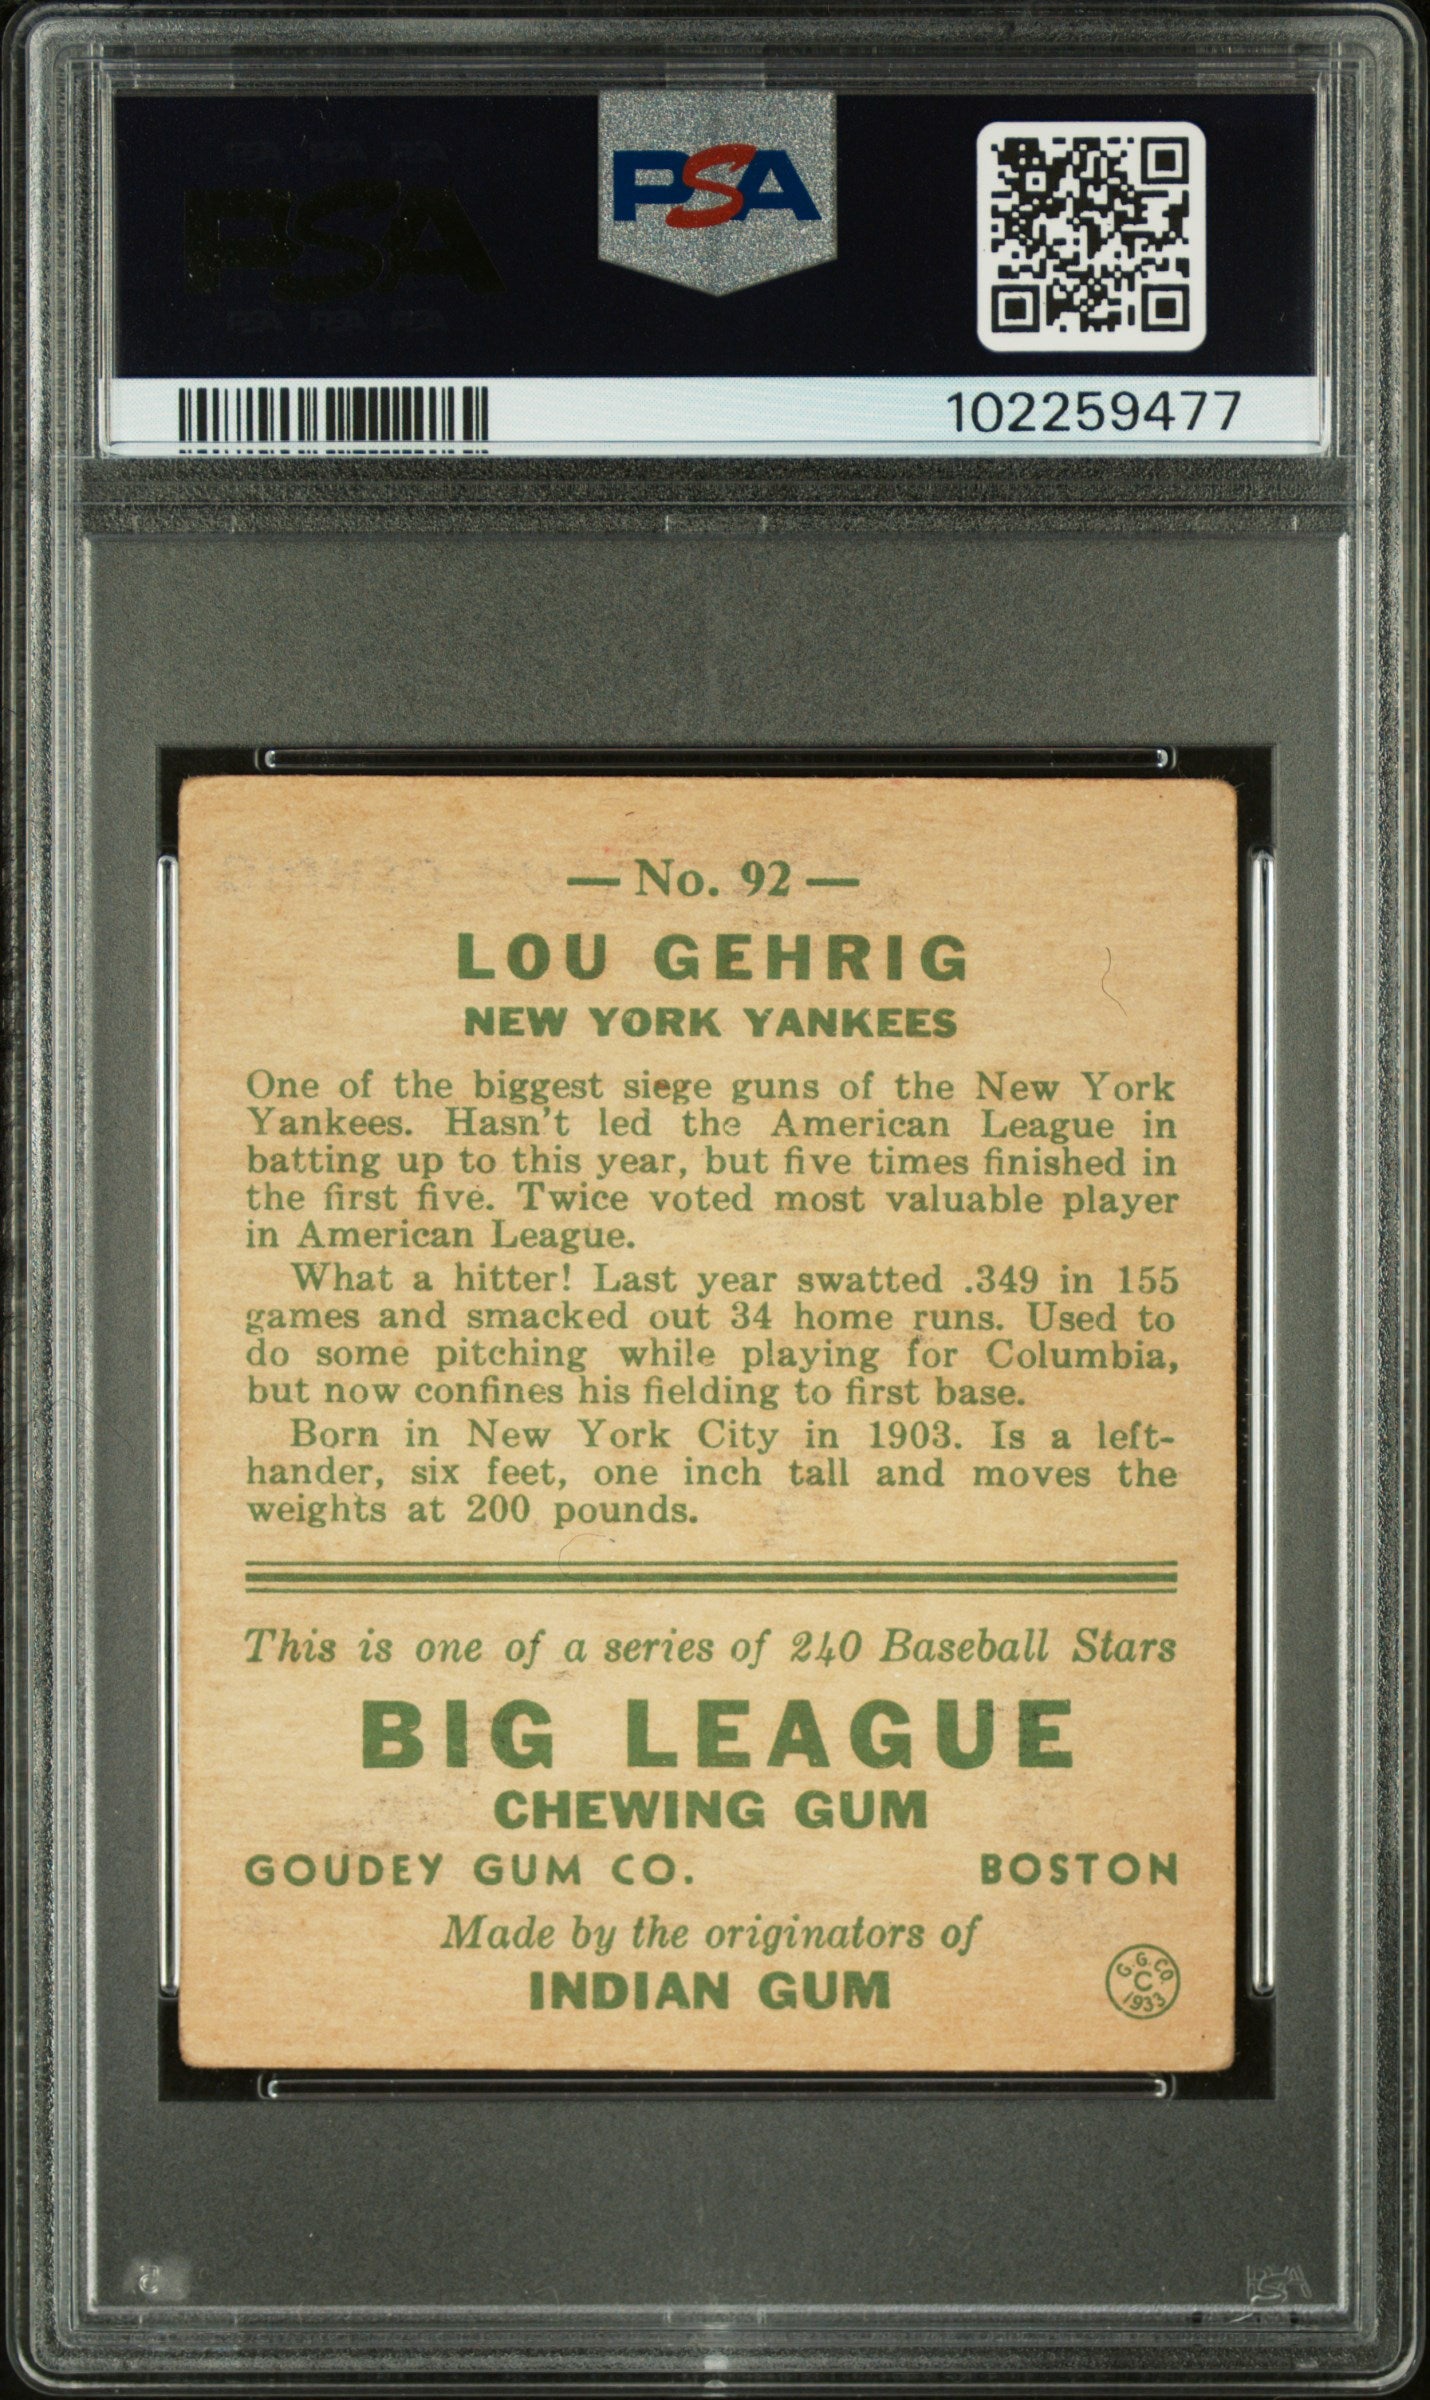 PSA
PSA
102259477
— No. 92 —
LOU GEHRIG
NEW YORK YANKEES
One of the biggest siege guns of the New York
Yankees. Hasn't led the American League in
batting up to this year, but five times finished in
the first five. Twice voted most valuable player
in American League.
What a hitter! Last year swatted .349 in 155
games and smacked out 34 home runs. Used to
do some pitching while playing for Columbia,
but now confines his fielding to first base.
Born in New York City in 1903. Is a left-
hander, six feet, one inch tall and moves the
weights at 200 pounds.
This is one of a series of 240 Baseball Stars
BIG LEAGUE
CHEWING GUM
GOUDEY GUM CO. BOSTON
Made by the originators of
INDIAN GUM
G.G.CO.
C
1933
PSA